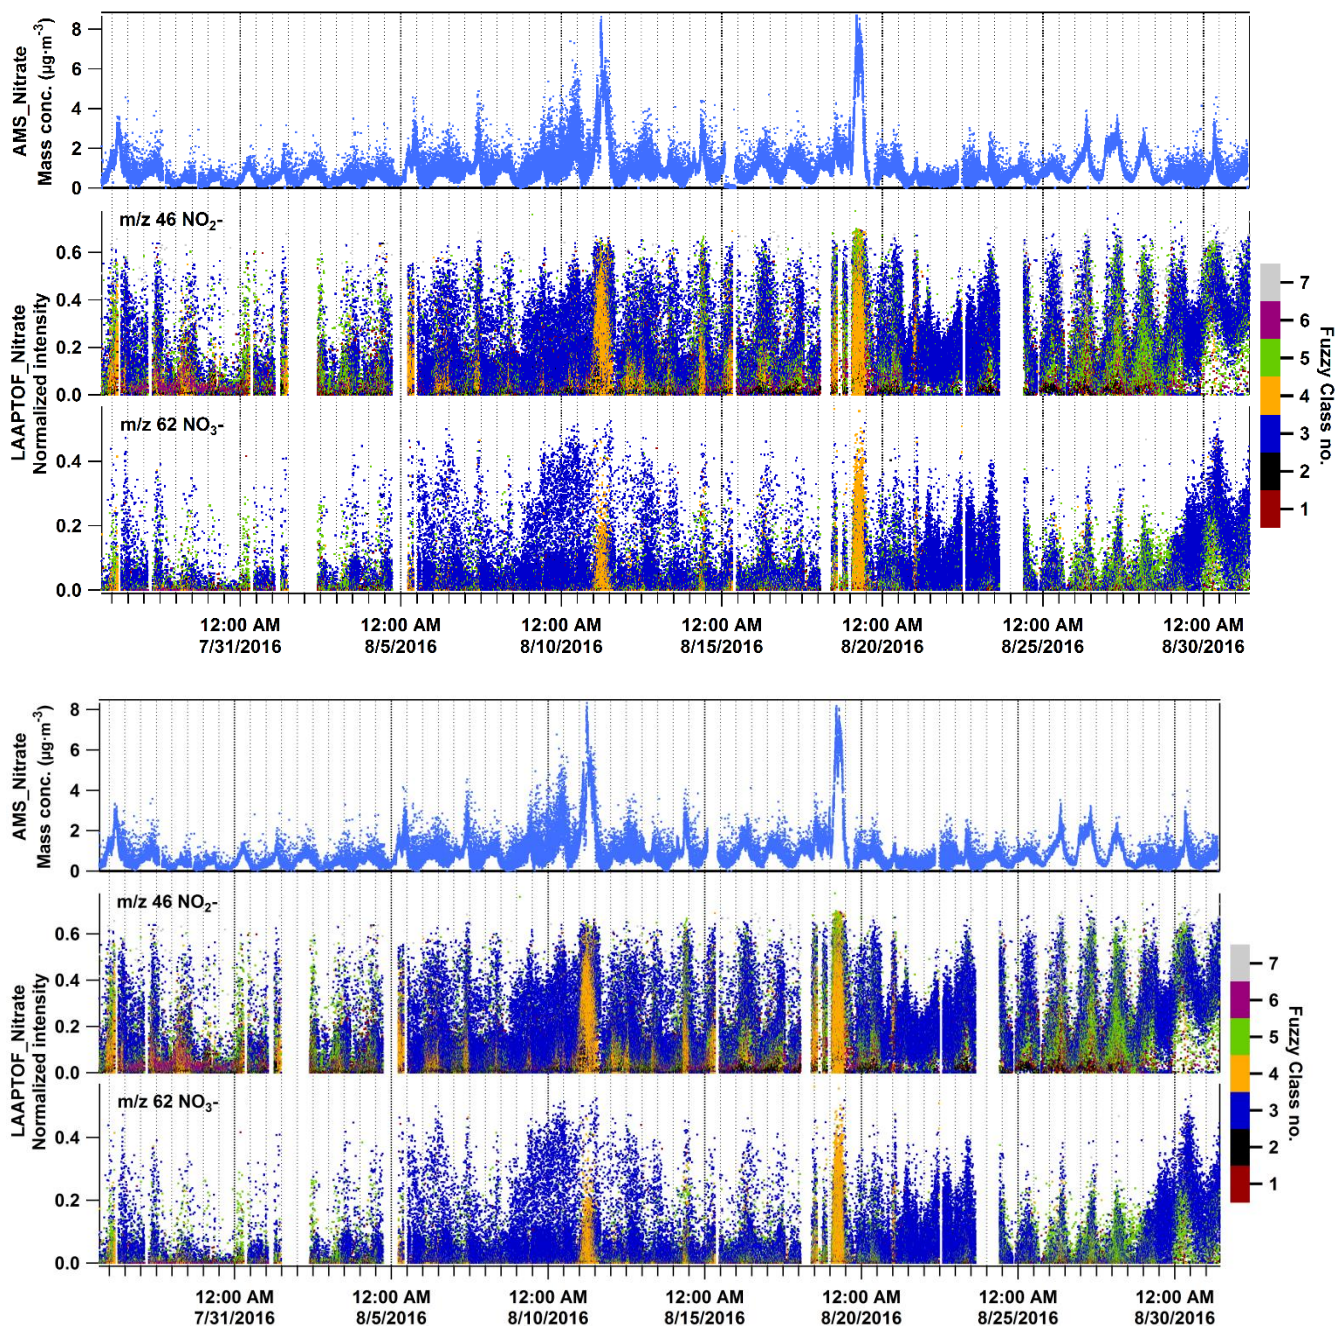 AMS_Nitrate
Mass conc. (µg·m⁻³)
8
6
4
2
0
m/z 46 NO₂-
LAAPTOF_Nitrate
Normalized intensity
0.6
0.4
0.2
0.0
m/z 62 NO₃-
0.4
0.2
0.0
12:00 AM 12:00 AM 12:00 AM 12:00 AM 12:00 AM 12:00 AM 12:00 AM
7/31/2016 8/5/2016 8/10/2016 8/15/2016 8/20/2016 8/25/2016 8/30/2016
7
6
5
4
3
2
1
Fuzzy Class no.
AMS_Nitrate
Mass conc. (µg·m⁻³)
8
6
4
2
0
m/z 46 NO₂-
LAAPTOF_Nitrate
Normalized intensity
0.6
0.4
0.2
0.0
m/z 62 NO₃-
0.4
0.2
0.0
12:00 AM 12:00 AM 12:00 AM 12:00 AM 12:00 AM 12:00 AM 12:00 AM
7/31/2016 8/5/2016 8/10/2016 8/15/2016 8/20/2016 8/25/2016 8/30/2016
7
6
5
4
3
2
1
Fuzzy Class no.